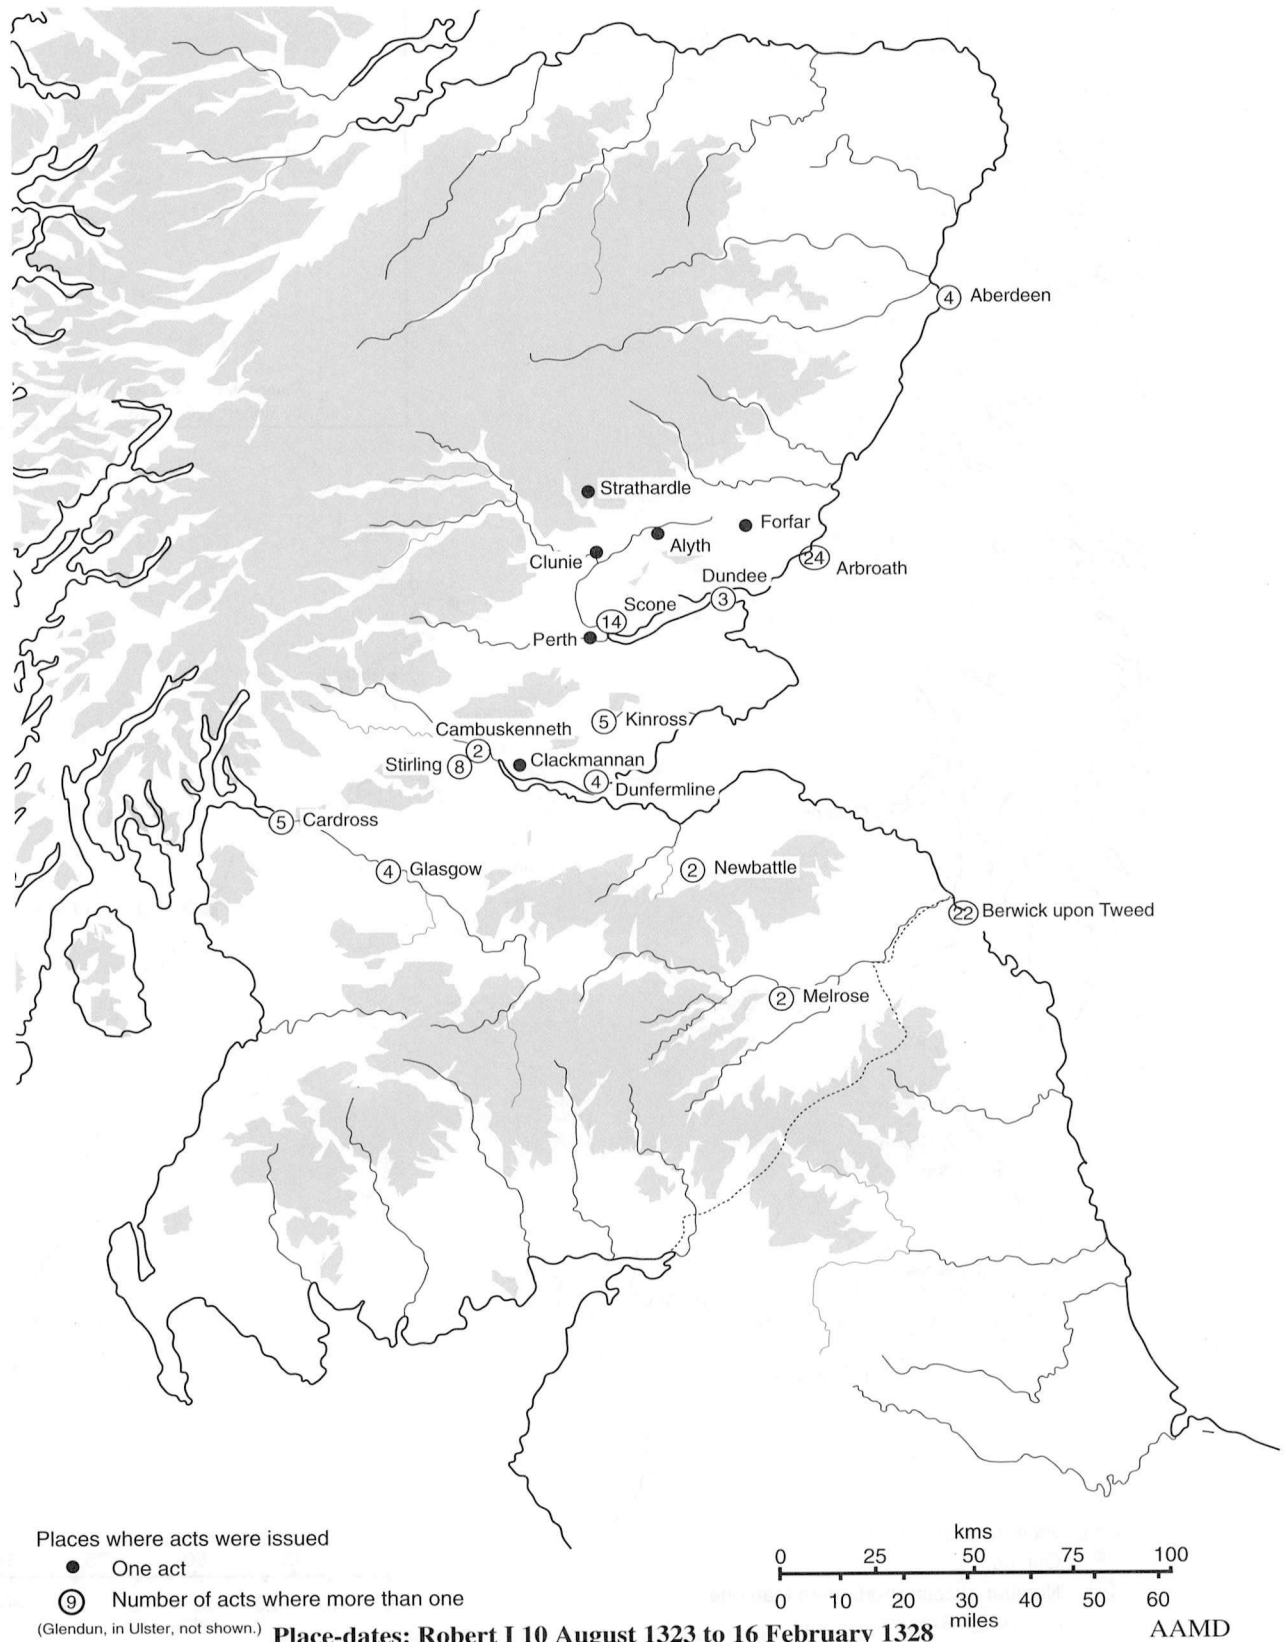 4 Aberdeen
Strathardle
Forfar
Alyth
Clunie
24 Arbroath
Dundee
3
Scone
14
Perth
5 Kinross
Cambuskenneth
2
Stirling 8
Clackmannan
4
Dunfermline
5 Cardross
4 Glasgow
2 Newbattle
22 Berwick upon Tweed
2 Melrose
Places where acts were issued
One act
9 Number of acts where more than one
(Glendun, in Ulster, not shown.)
kms
0 25 50 75 100
0 10 20 30 40 50 60
miles
Place-dates: Robert I 10 August 1323 to 16 February 1328
AAMD